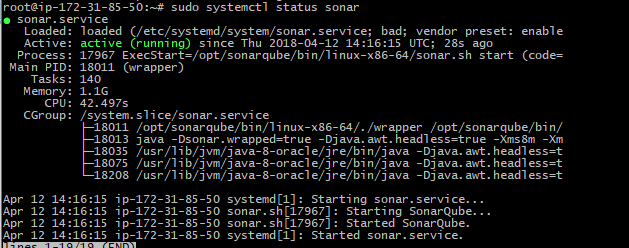 root@ip-172-31-85-50:~# sudo systemctl status sonar
● sonar.service
Loaded: loaded (/etc/systemd/system/sonar.service; bad; vendor preset: enable
Active: active (running) since Thu 2018-04-12 14:16:15 UTC; 28s ago
Process: 17967 ExecStart=/opt/sonarqube/bin/linux-x86-64/sonar.sh start (code=
Main PID: 18011 (wrapper)
Tasks: 140
Memory: 1.1G
CPU: 42.497s
CGroup: /system.slice/sonar.service
├─18011 /opt/sonarqube/bin/linux-x86-64/./wrapper /opt/sonarqube/bin/
├─18013 java -Dsonar.wrapped=true -Djava.awt.headless=true -Xms8m -Xm
├─18035 /usr/lib/jvm/java-8-oracle/jre/bin/java -Djava.awt.headless=t
├─18075 /usr/lib/jvm/java-8-oracle/jre/bin/java -Djava.awt.headless=t
└─18208 /usr/lib/jvm/java-8-oracle/jre/bin/java -Djava.awt.headless=t
Apr 12 14:16:15 ip-172-31-85-50 systemd[1]: Starting sonar.service...
Apr 12 14:16:15 ip-172-31-85-50 sonar.sh[17967]: Starting SonarQube...
Apr 12 14:16:15 ip-172-31-85-50 sonar.sh[17967]: Started SonarQube.
Apr 12 14:16:15 ip-172-31-85-50 systemd[1]: Started sonar.service.
lines 1-19/19 (END)